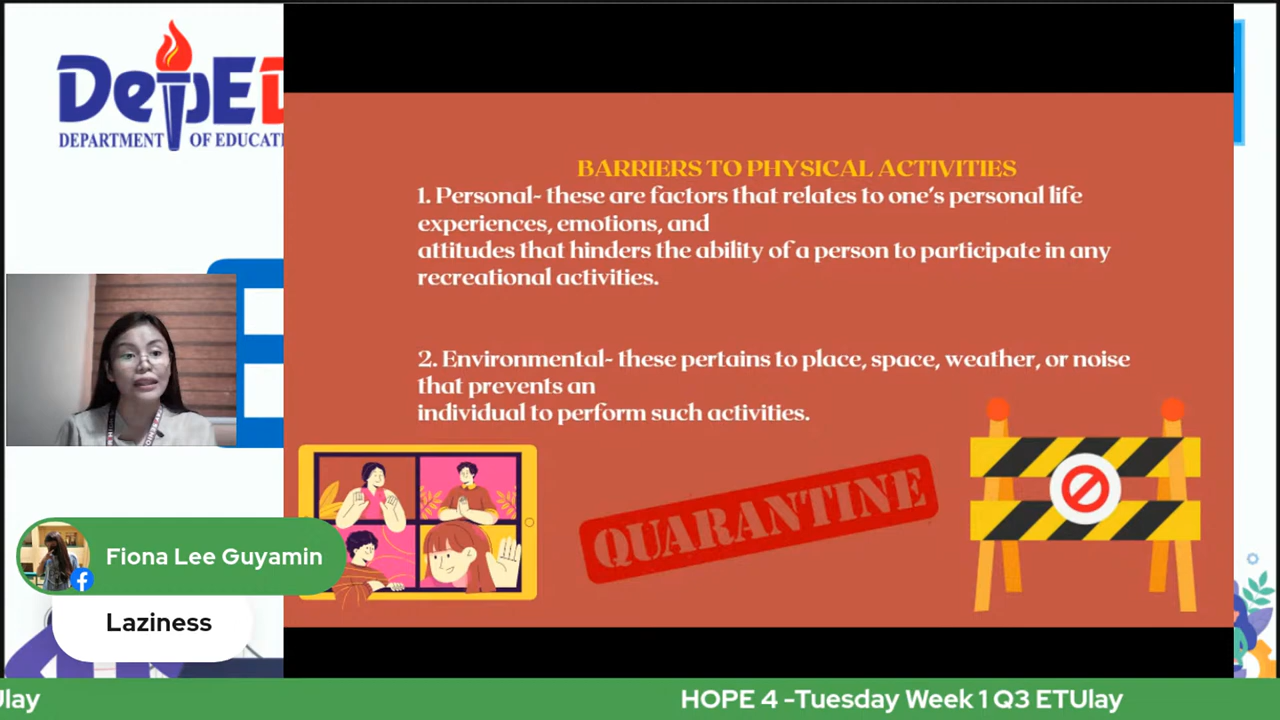 DepED
DEPARTMENT OF EDUCATI
BARRIERS TO PHYSICAL ACTIVITIES
1. Personal- these are factors that relates to one's personal life
experiences, emotions, and
attitudes that hinders the ability of a person to participate in any
recreational activities.
2. Environmental- these pertains to place, space, weather, or noise
that prevents an
individual to perform such activities.
QUARANTINE
Fiona Lee Guyamin
Laziness
Ulay
HOPE 4 -Tuesday Week 1 Q3 ETUlay